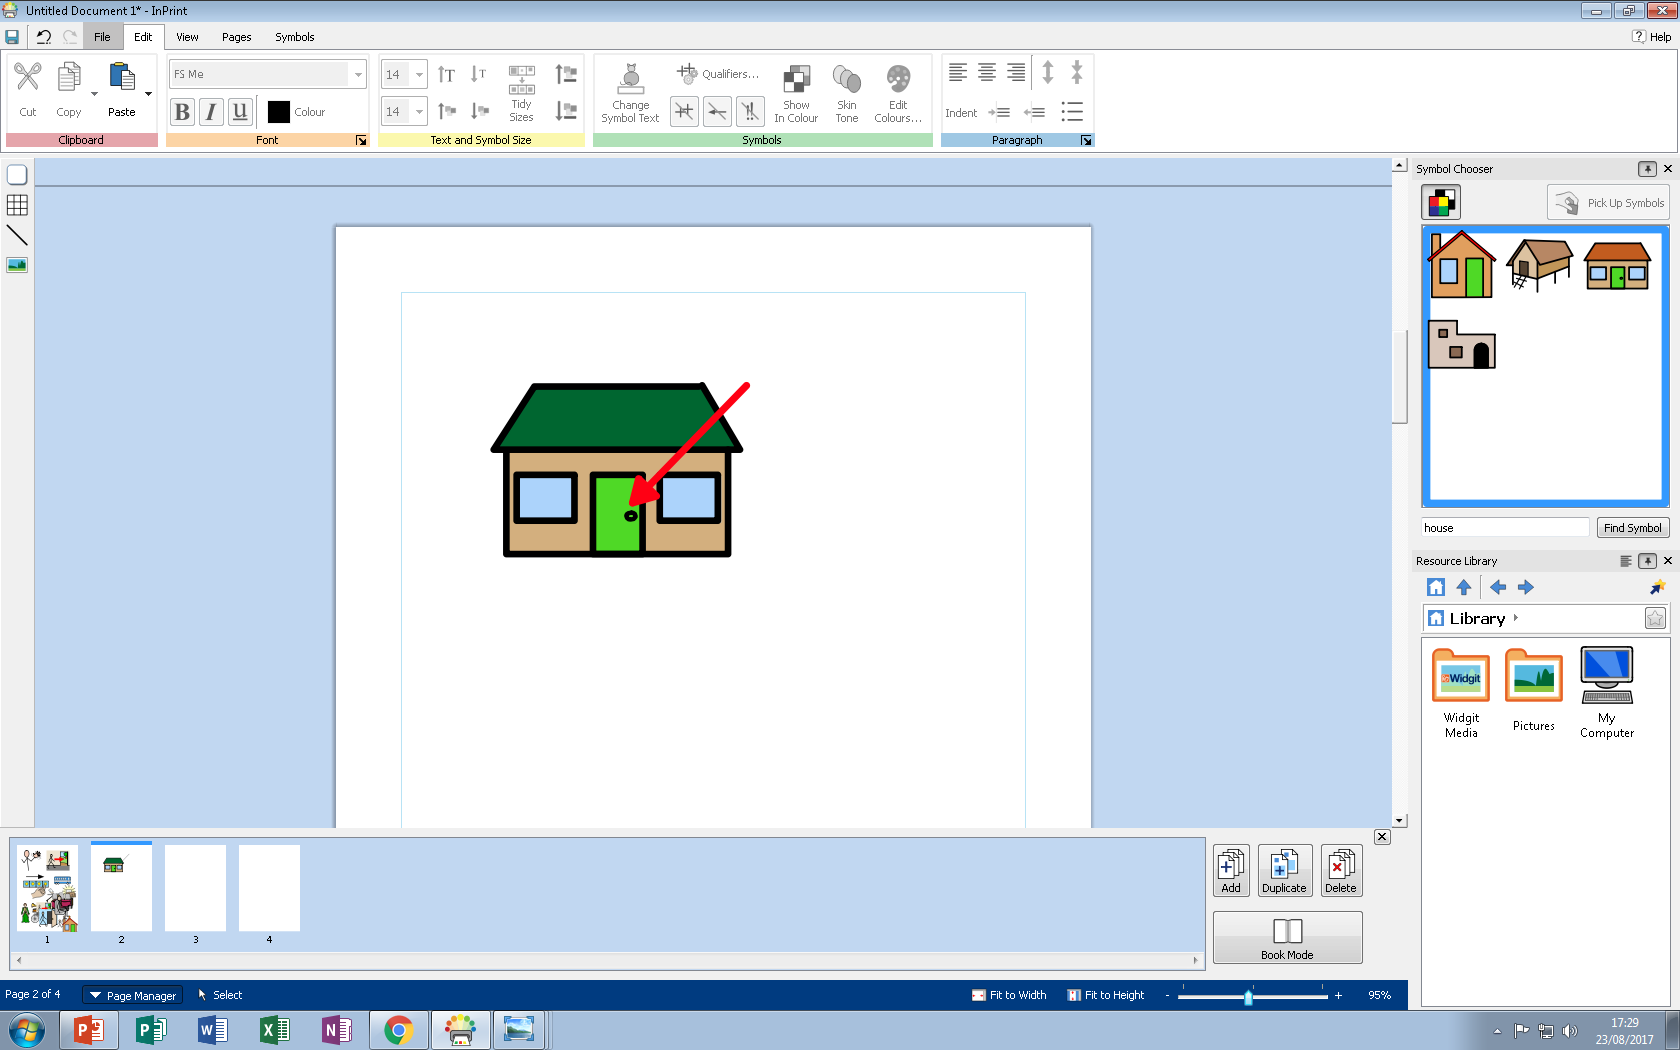 Untitled Document 1* - InPrint
File Edit View Pages Symbols Help
FS Me
14
14
B I U Colour
Cut Copy Paste
Tidy Sizes
Change Symbol Text
Qualifiers...
Show In Colour
Skin Tone
Edit Colours...
Indent
Clipboard Font Text and Symbol Size Symbols Paragraph
Symbol Chooser
Pick Up Symbols
house Find Symbol
Resource Library
Library
Widgit
Widgit Media
Pictures
My Computer
Add Duplicate Delete
1 2 3 4
Book Mode
Page 2 of 4 Page Manager Select Fit to Width Fit to Height - + 95%
17:29
23/08/2017